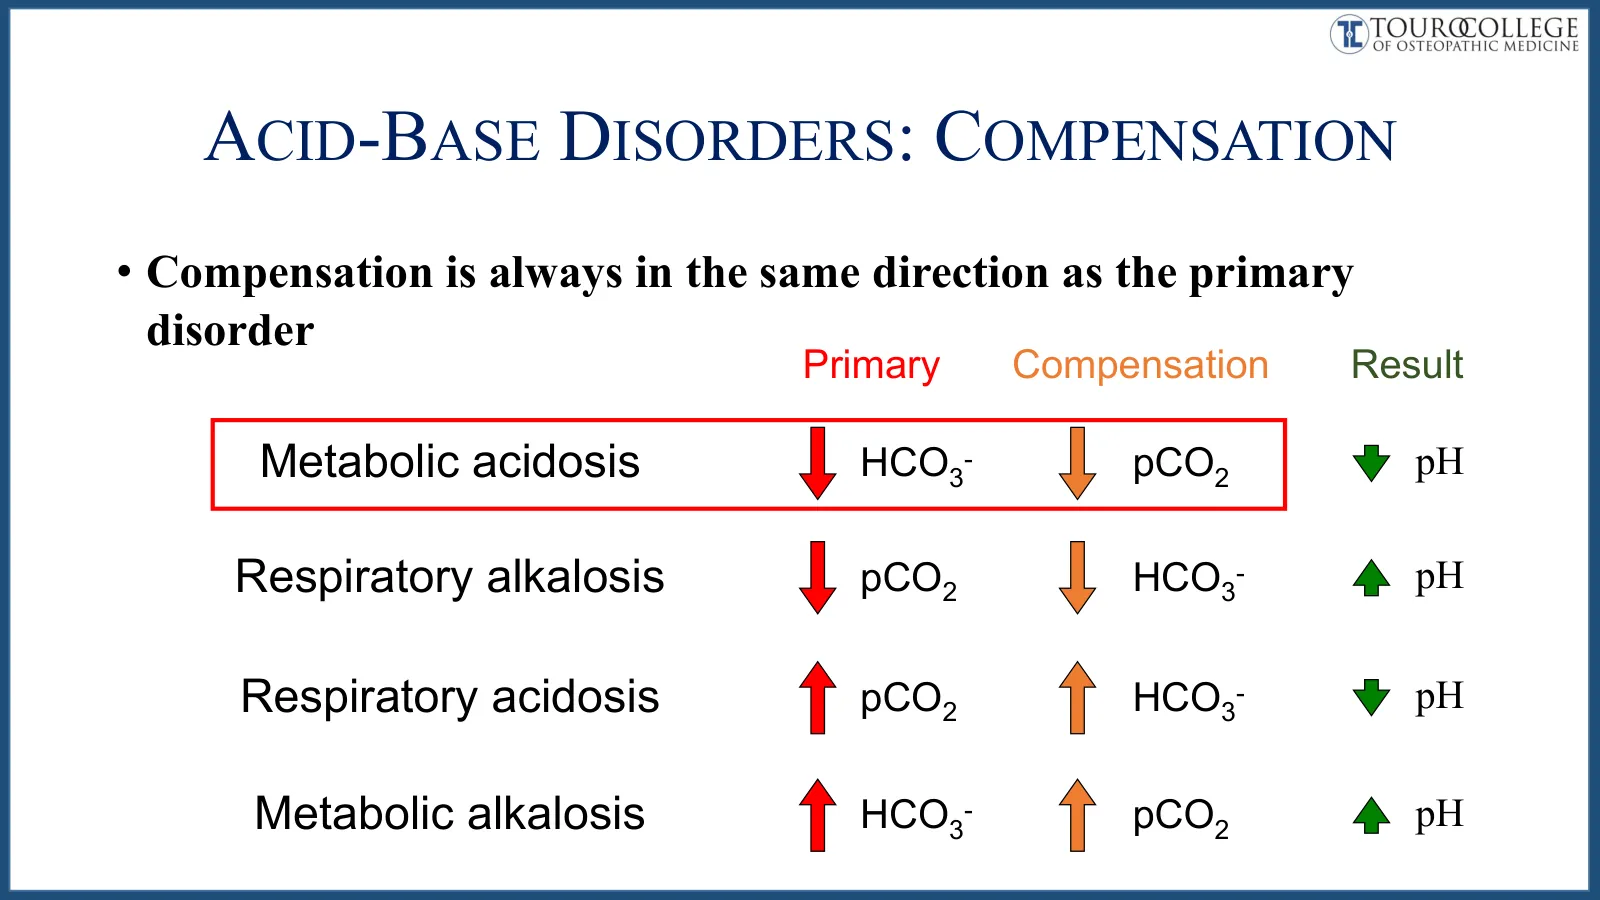 TOUROCOLLEGE
OF OSTEOPATHIC MEDICINE
ACID-BASE DISORDERS: COMPENSATION
• Compensation is always in the same direction as the primary
disorder
Primary Compensation Result
Metabolic acidosis HCO₃⁻ pCO₂ pH
Respiratory alkalosis pCO₂ HCO₃⁻ pH
Respiratory acidosis pCO₂ HCO₃⁻ pH
Metabolic alkalosis HCO₃⁻ pCO₂ pH